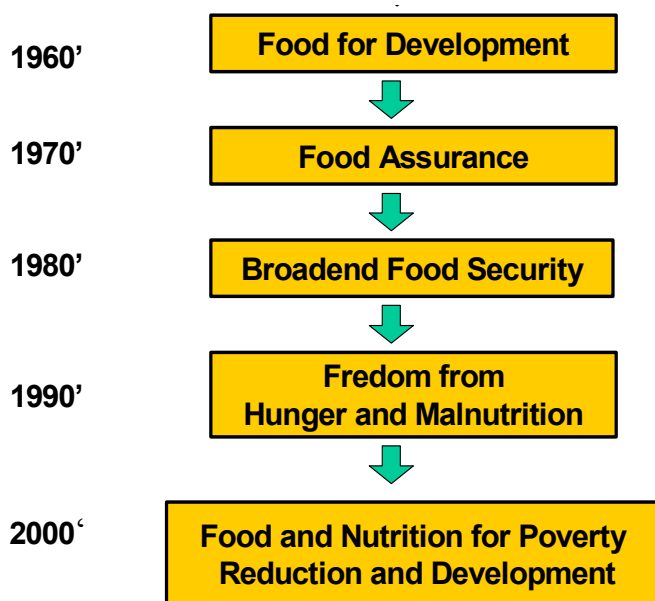 1960’ Food for Development
1970’ Food Assurance
1980’ Broadend Food Security
1990’ Fredom from
Hunger and Malnutrition
2000‘ Food and Nutrition for Poverty
Reduction and Development